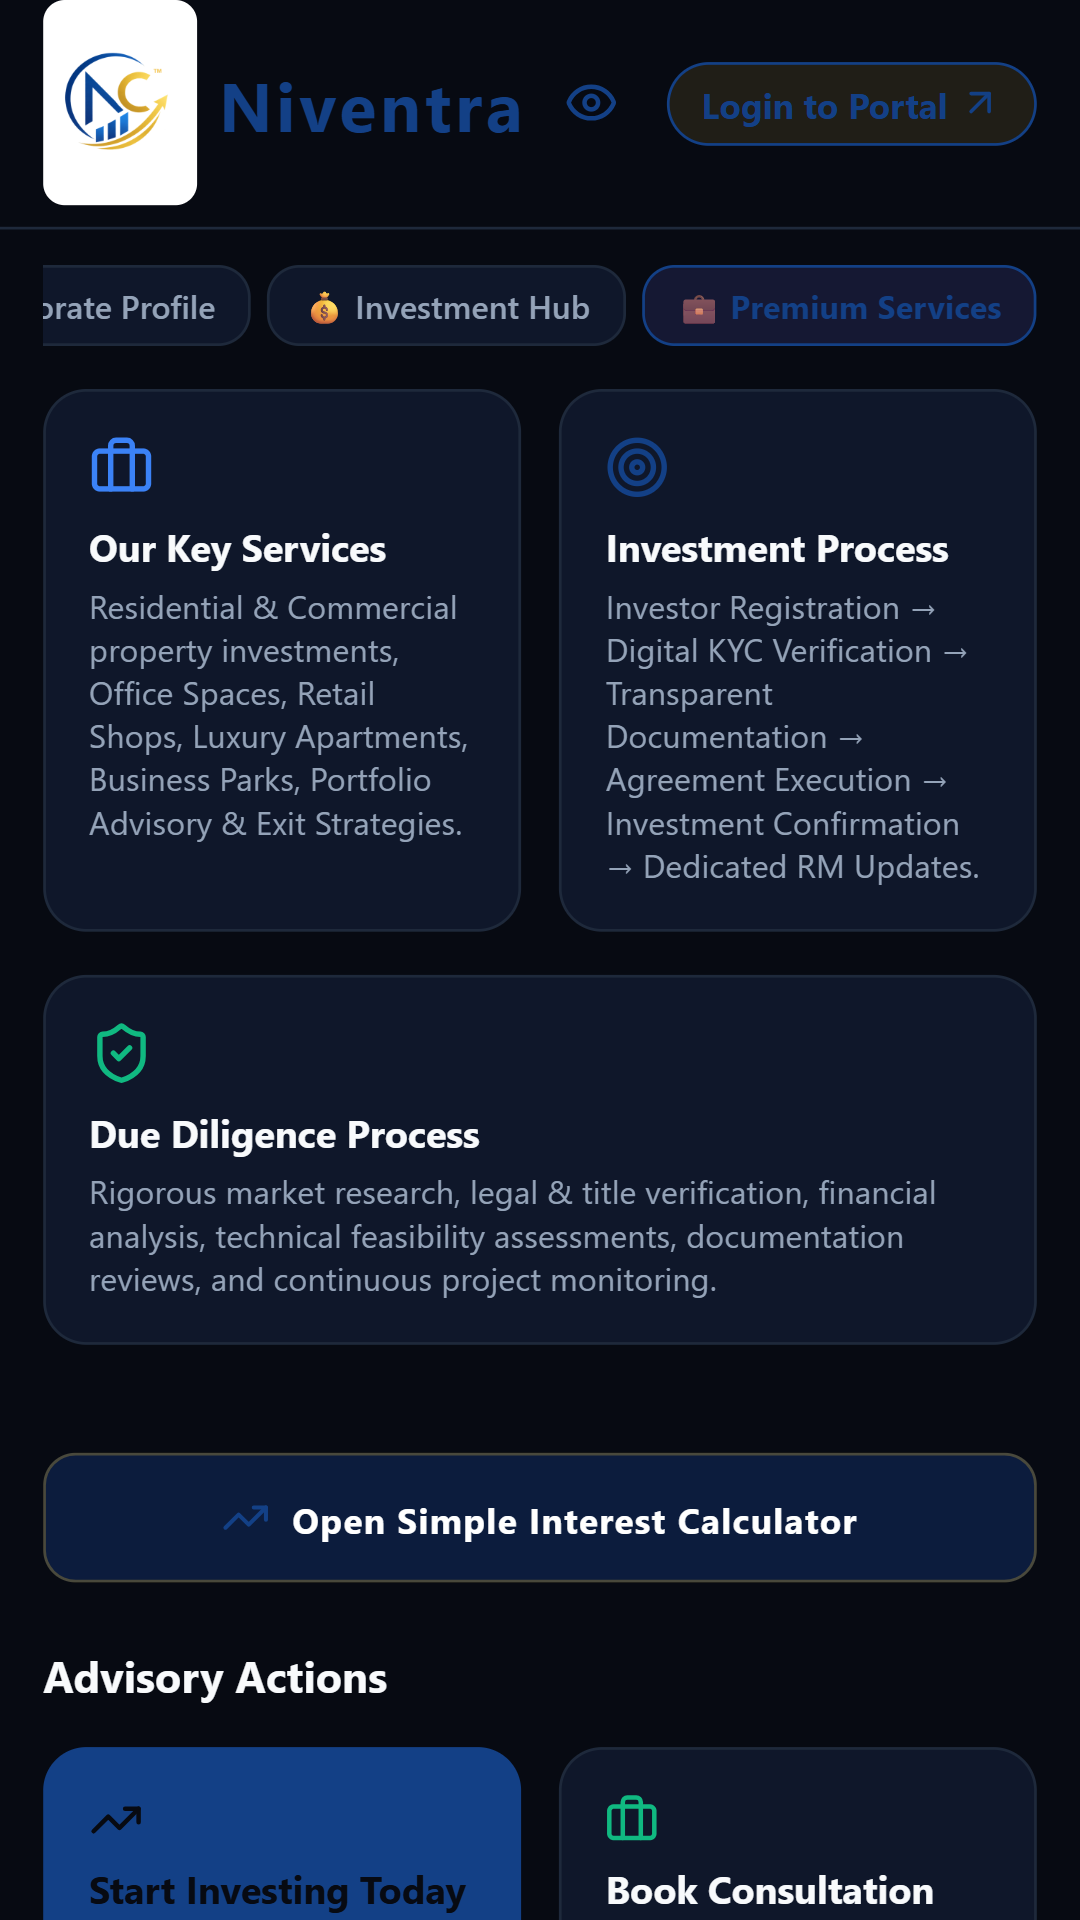 NC™
Niventra
Login to Portal
orate Profile
Investment Hub
Premium Services
Our Key Services
Residential & Commercial
property investments,
Office Spaces, Retail
Shops, Luxury Apartments,
Business Parks, Portfolio
Advisory & Exit Strategies.
Investment Process
Investor Registration →
Digital KYC Verification →
Transparent
Documentation →
Agreement Execution →
Investment Confirmation
→ Dedicated RM Updates.
Due Diligence Process
Rigorous market research, legal & title verification, financial
analysis, technical feasibility assessments, documentation
reviews, and continuous project monitoring.
Open Simple Interest Calculator
Advisory Actions
Start Investing Today
Book Consultation